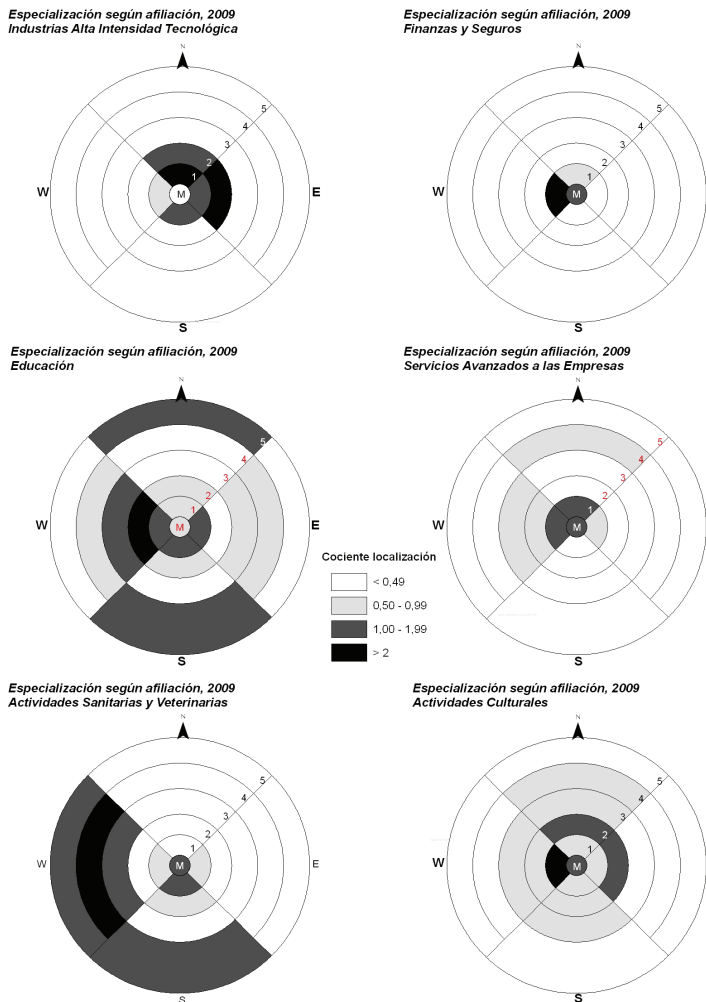 Especialización según afiliación, 2009
Industrias Alta Intensidad Tecnológica
N
5
4
3
2
1
M
W
E
S
Especialización según afiliación, 2009
Finanzas y Seguros
N
5
4
3
2
1
M
W
S
Especialización según afiliación, 2009
Educación
N
5
4
3
2
1
M
W
E
S
Especialización según afiliación, 2009
Servicios Avanzados a las Empresas
N
5
4
3
2
1
M
W
S
Cociente localización
< 0,49
0,50 - 0,99
1,00 - 1,99
> 2
Especialización según afiliación, 2009
Actividades Sanitarias y Veterinarias
N
5
4
3
2
1
M
W
E
S
Especialización según afiliación, 2009
Actividades Culturales
N
5
4
3
2
1
M
W
S